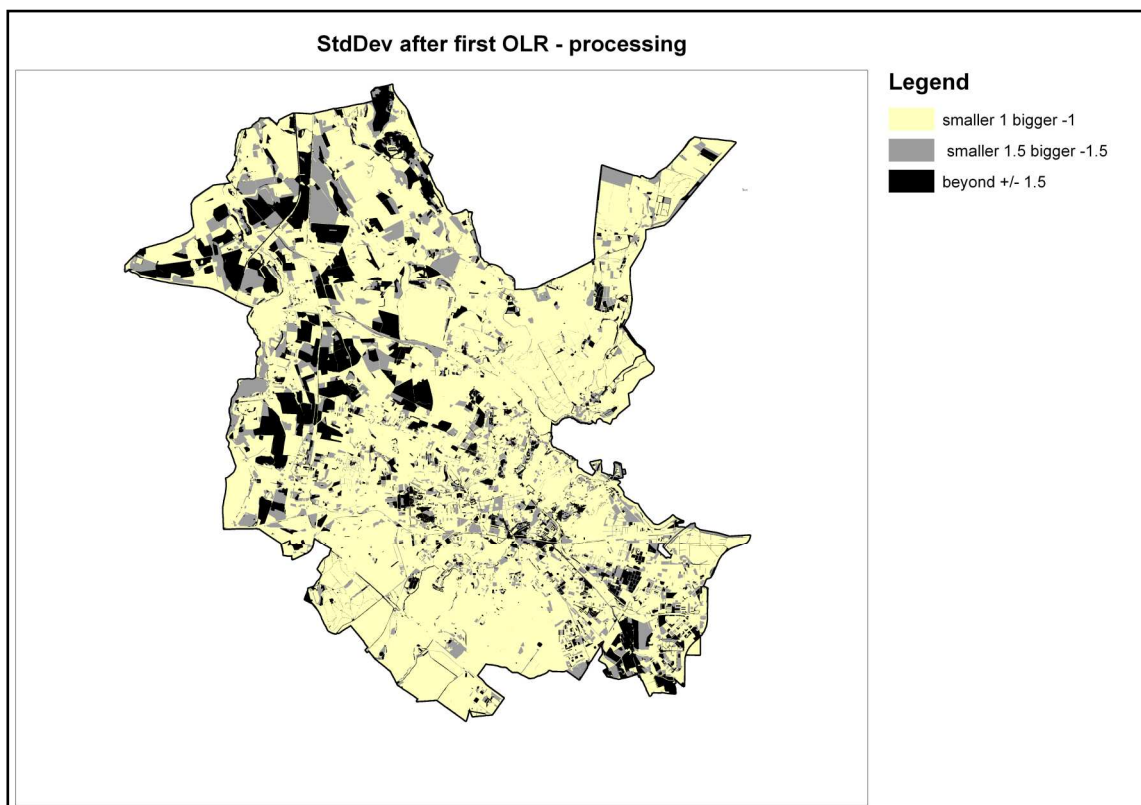 StdDev after first OLR - processing
Legend
smaller 1 bigger -1
smaller 1.5 bigger -1.5
beyond +/- 1.5